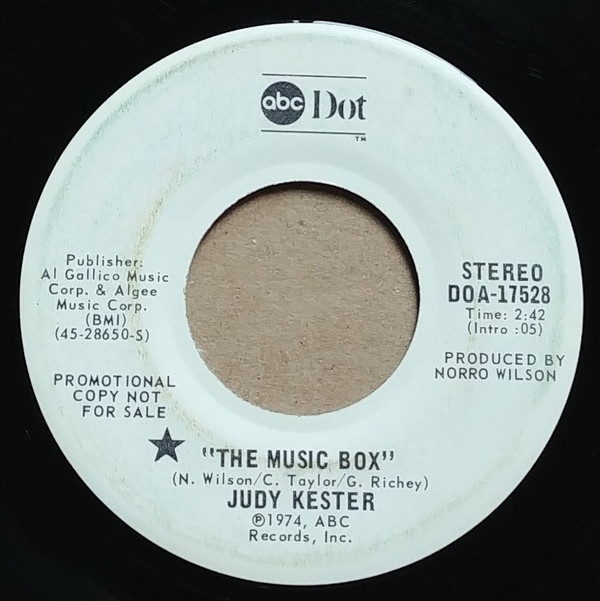 abc Dot
TM
Publisher:
Al Gallico Music
Corp. & Algee
Music Corp.
(BMI)
(45-28650-S)
PROMOTIONAL
COPY NOT
FOR SALE
STEREO
DOA-17528
Time: 2:42
(Intro :05)
PRODUCED BY
NORRO WILSON
"THE MUSIC BOX"
(N. Wilson/C. Taylor/G. Richey)
JUDY KESTER
℗1974, ABC
Records, Inc.